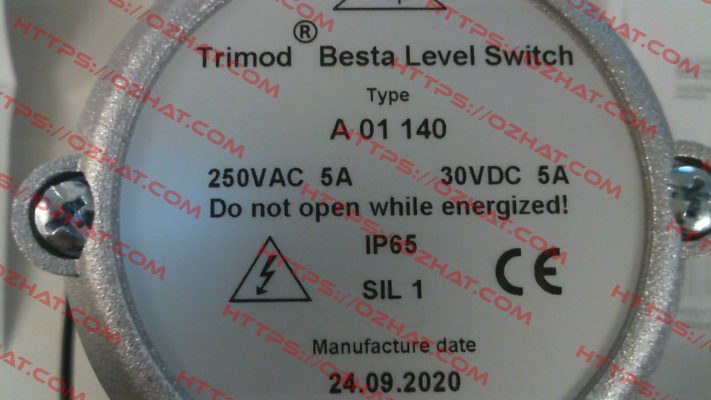 Trimod® Besta Level Switch
Type
A 01 140
250VAC 5A 30VDC 5A
Do not open while energized!
IP65
SIL 1
CE
Manufacture date
24.09.2020
HTTPS://OZHAT.COM